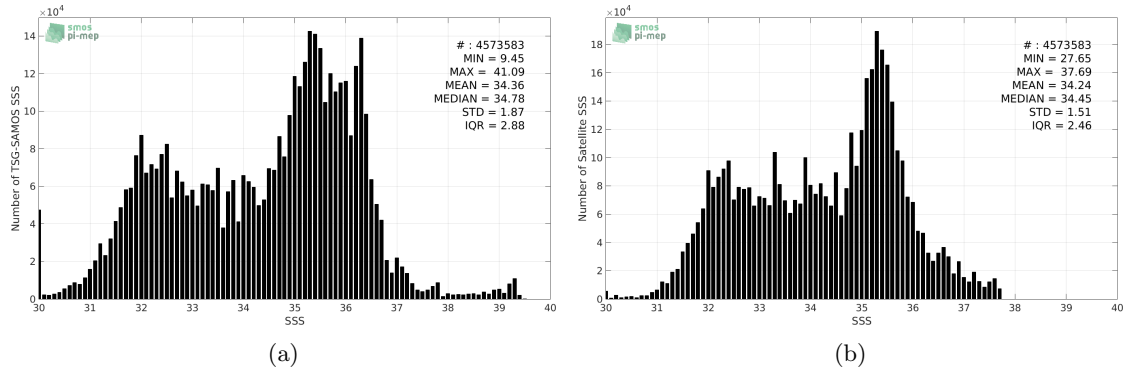 ×10⁴
smos
pi-mep
# : 4573583
MIN = 9.45
MAX = 41.09
MEAN = 34.36
MEDIAN = 34.78
STD = 1.87
IQR = 2.88
Number of TSG-SAMOS SSS
14
12
10
8
6
4
2
0
30 31 32 33 34 35 36 37 38 39 40
SSS
(a)
×10⁴
smos
pi-mep
# : 4573583
MIN = 27.65
MAX = 37.69
MEAN = 34.24
MEDIAN = 34.45
STD = 1.51
IQR = 2.46
Number of Satellite SSS
18
16
14
12
10
8
6
4
2
0
30 31 32 33 34 35 36 37 38 39 40
SSS
(b)